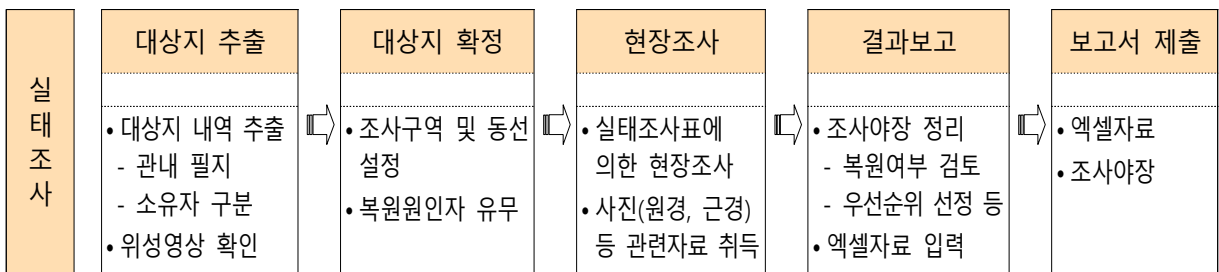 실
태
조
사
대상지 추출
• 대상지 내역 추출
- 관내 필지
- 소유자 구분
• 위성영상 확인
대상지 확정
• 조사구역 및 동선
설정
• 복원원인자 유무
현장조사
• 실태조사표에
의한 현장조사
• 사진(원경, 근경)
등 관련자료 취득
결과보고
• 조사야장 정리
- 복원여부 검토
- 우선순위 선정 등
• 엑셀자료 입력
보고서 제출
• 엑셀자료
• 조사야장